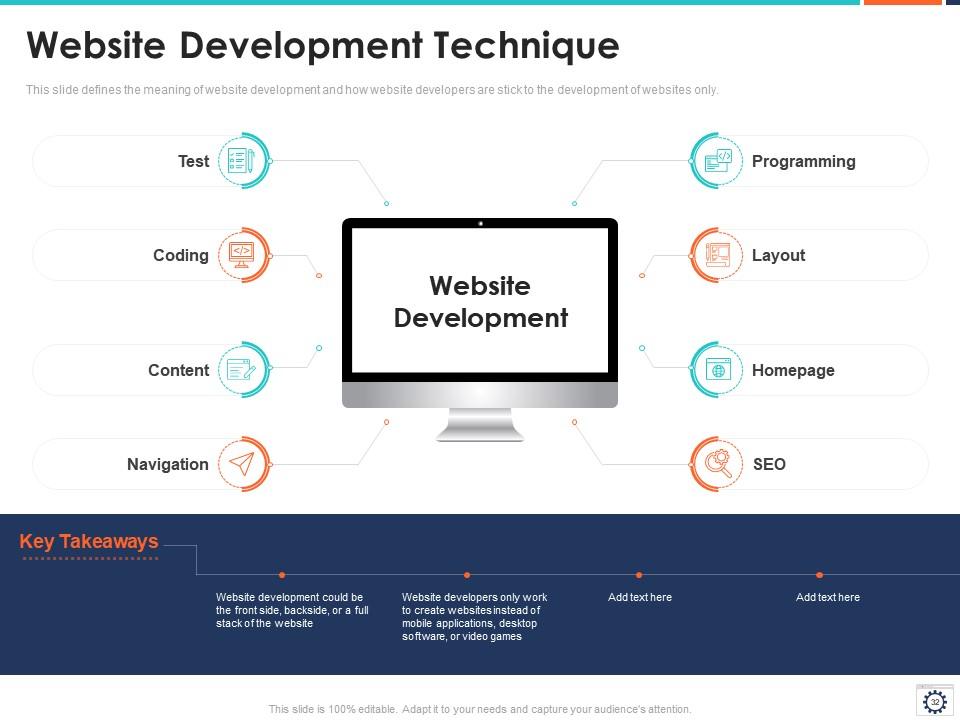 Website Development Technique
This slide defines the meaning of website development and how website developers are stick to the development of websites only.
Test
Coding
Content
Navigation
Website
Development
Programming
Layout
Homepage
SEO
Key Takeaways
Website development could be
the front side, backside, or a full
stack of the website
Website developers only work
to create websites instead of
mobile applications, desktop
software, or video games
Add text here
Add text here
This slide is 100% editable. Adapt it to your needs and capture your audience's attention.
32